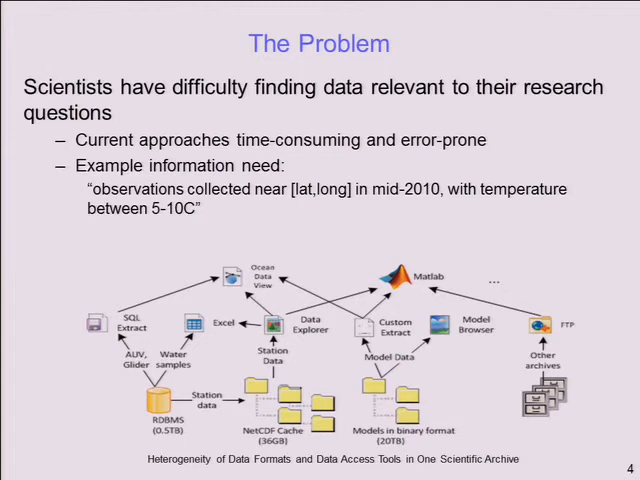 The Problem
Scientists have difficulty finding data relevant to their research
questions
– Current approaches time-consuming and error-prone
– Example information need:
“observations collected near [lat,long] in mid-2010, with temperature
between 5-10C”
Ocean
Data
View
Matlab
...
SQL
Extract
Excel
Data
Explorer
Custom
Extract
Model
Browser
FTP
AUV,
Glider
Water
samples
Station
Data
Model Data
Other
archives
Station
data
RDBMS
(0.5TB)
NetCDF Cache
(36GB)
Models in binary format
(20TB)
Heterogeneity of Data Formats and Data Access Tools in One Scientific Archive
4